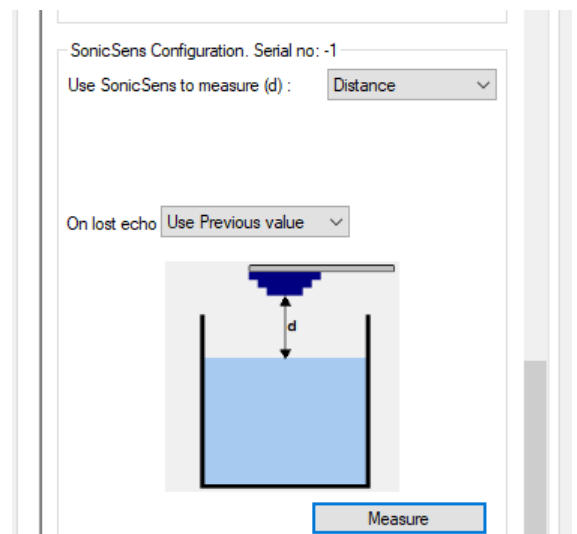 SonicSens Configuration. Serial no: -1
Use SonicSens to measure (d) : Distance
On lost echo Use Previous value
d
Measure